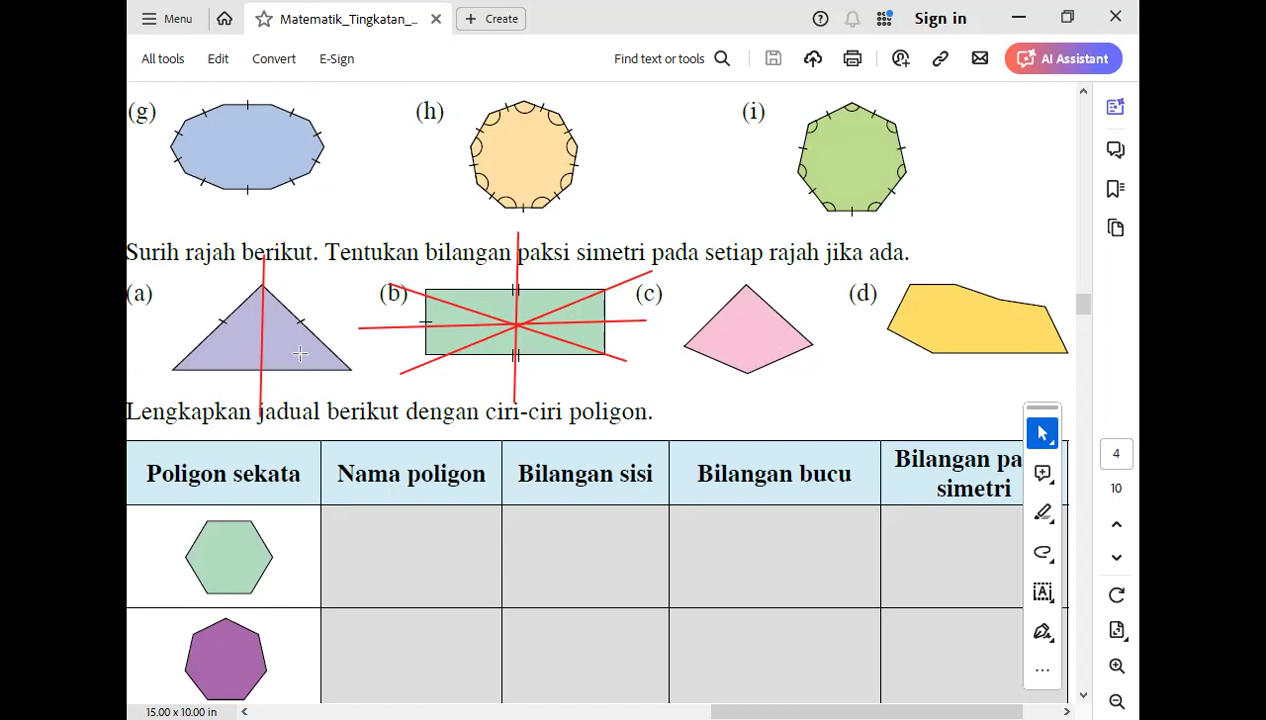 Menu
Matematik_Tingkatan_...
Create
Sign in
All tools
Edit
Convert
E-Sign
Find text or tools
AI Assistant
(g)
(h)
(i)
Surih rajah berikut. Tentukan bilangan paksi simetri pada setiap rajah jika ada.
(a)
(b)
(c)
(d)
Lengkapkan jadual berikut dengan ciri-ciri poligon.
Poligon sekata
Nama poligon
Bilangan sisi
Bilangan bucu
Bilangan pa
simetri
4
10
15.00 x 10.00 in